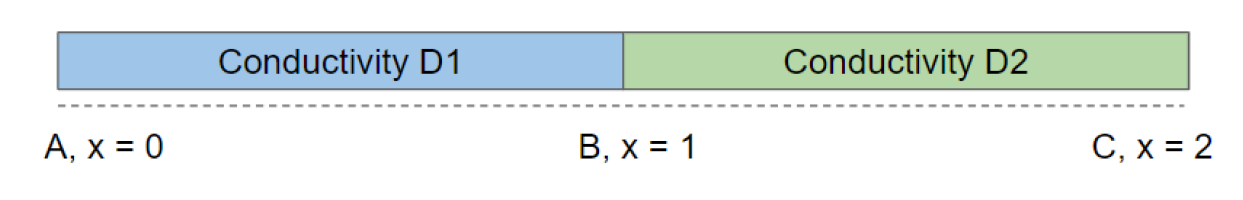 Conductivity D1 Conductivity D2
A, x = 0 B, x = 1 C, x = 2